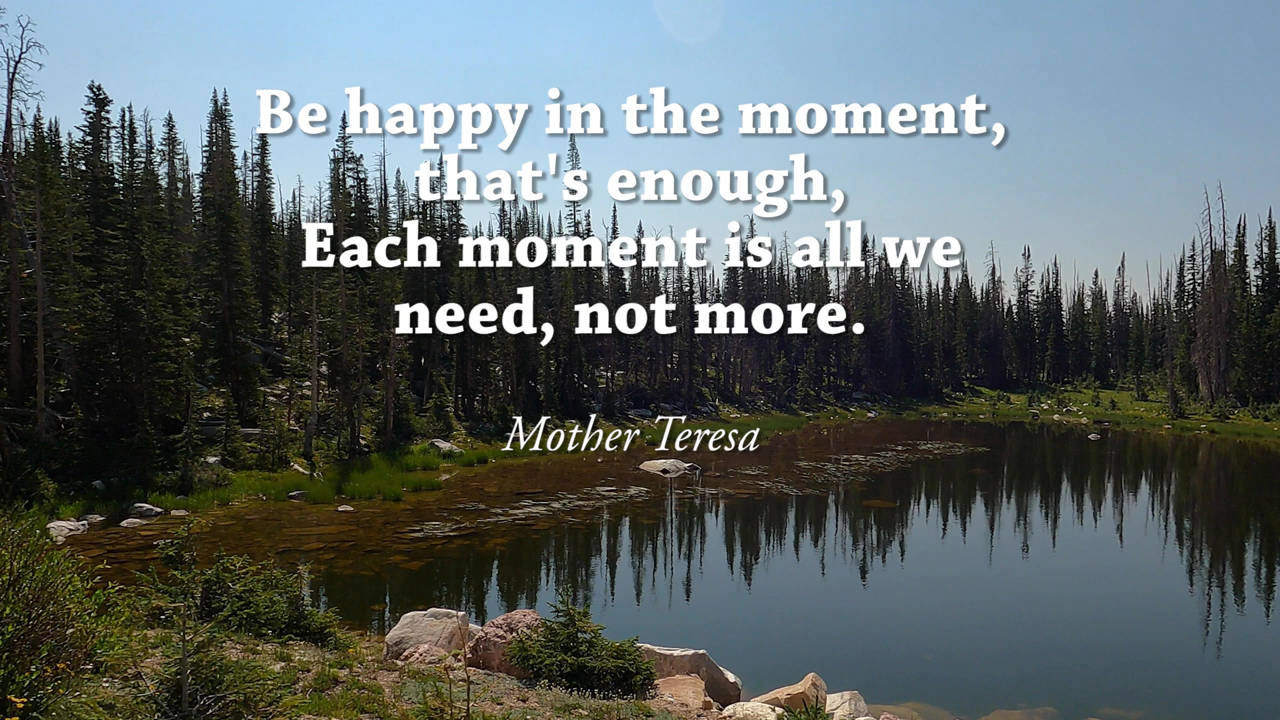 Be happy in the moment,
that's enough,
Each moment is all we
need, not more.
Mother Teresa